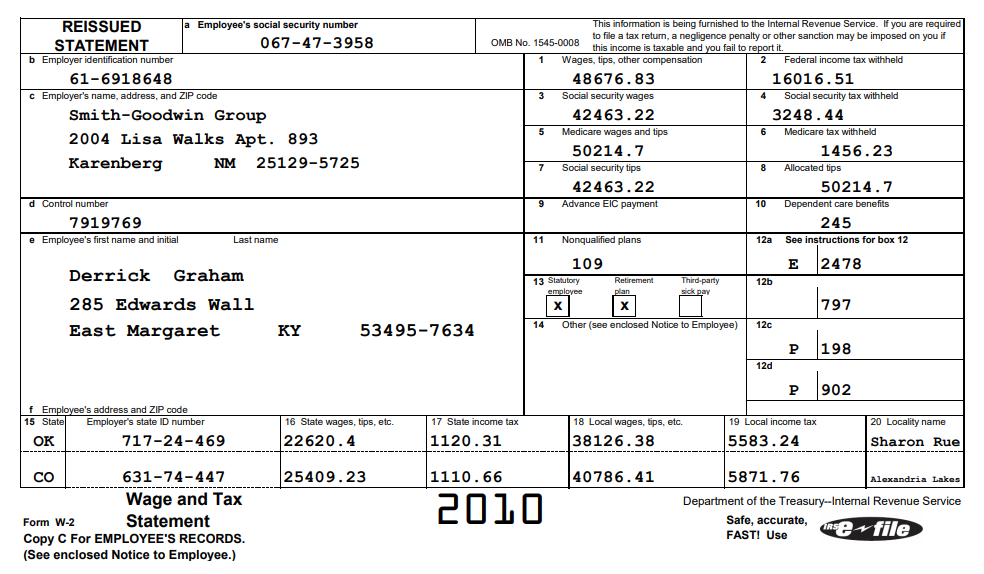 REISSUED STATEMENT
a Employee's social security number
067-47-3958
OMB No. 1545-0008
This information is being furnished to the Internal Revenue Service. If you are required
to file a tax return, a negligence penalty or other sanction may be imposed on you if
this income is taxable and you fail to report it.
b Employer identification number
61-6918648
1 Wages, tips, other compensation
48676.83
2 Federal income tax withheld
16016.51
c Employer's name, address, and ZIP code
Smith-Goodwin Group
2004 Lisa Walks Apt. 893
Karenberg NM 25129-5725
3 Social security wages
42463.22
4 Social security tax withheld
3248.44
5 Medicare wages and tips
50214.7
6 Medicare tax withheld
1456.23
7 Social security tips
42463.22
8 Allocated tips
50214.7
d Control number
7919769
9 Advance EIC payment
10 Dependent care benefits
245
e Employee's first name and initial Last name
Derrick Graham
285 Edwards Wall
East Margaret KY 53495-7634
f Employee's address and ZIP code
11 Nonqualified plans
109
12a See instructions for box 12
E 2478
13 Statutory employee Retirement plan Third-party sick pay
x x
12b
797
14 Other (see enclosed Notice to Employee)
12c
P 198
12d
P 902
15 State Employer's state ID number 16 State wages, tips, etc. 17 State income tax 18 Local wages, tips, etc. 19 Local income tax 20 Locality name
OK 717-24-469 22620.4 1120.31 38126.38 5583.24 Sharon Rue
CO 631-74-447 25409.23 1110.66 40786.41 5871.76 Alexandria Lakes
Form W-2
Wage and Tax
Statement
2010
Department of the Treasury--Internal Revenue Service
Copy C For EMPLOYEE'S RECORDS.
(See enclosed Notice to Employee.)
Safe, accurate,
FAST! Use
IRS e-file